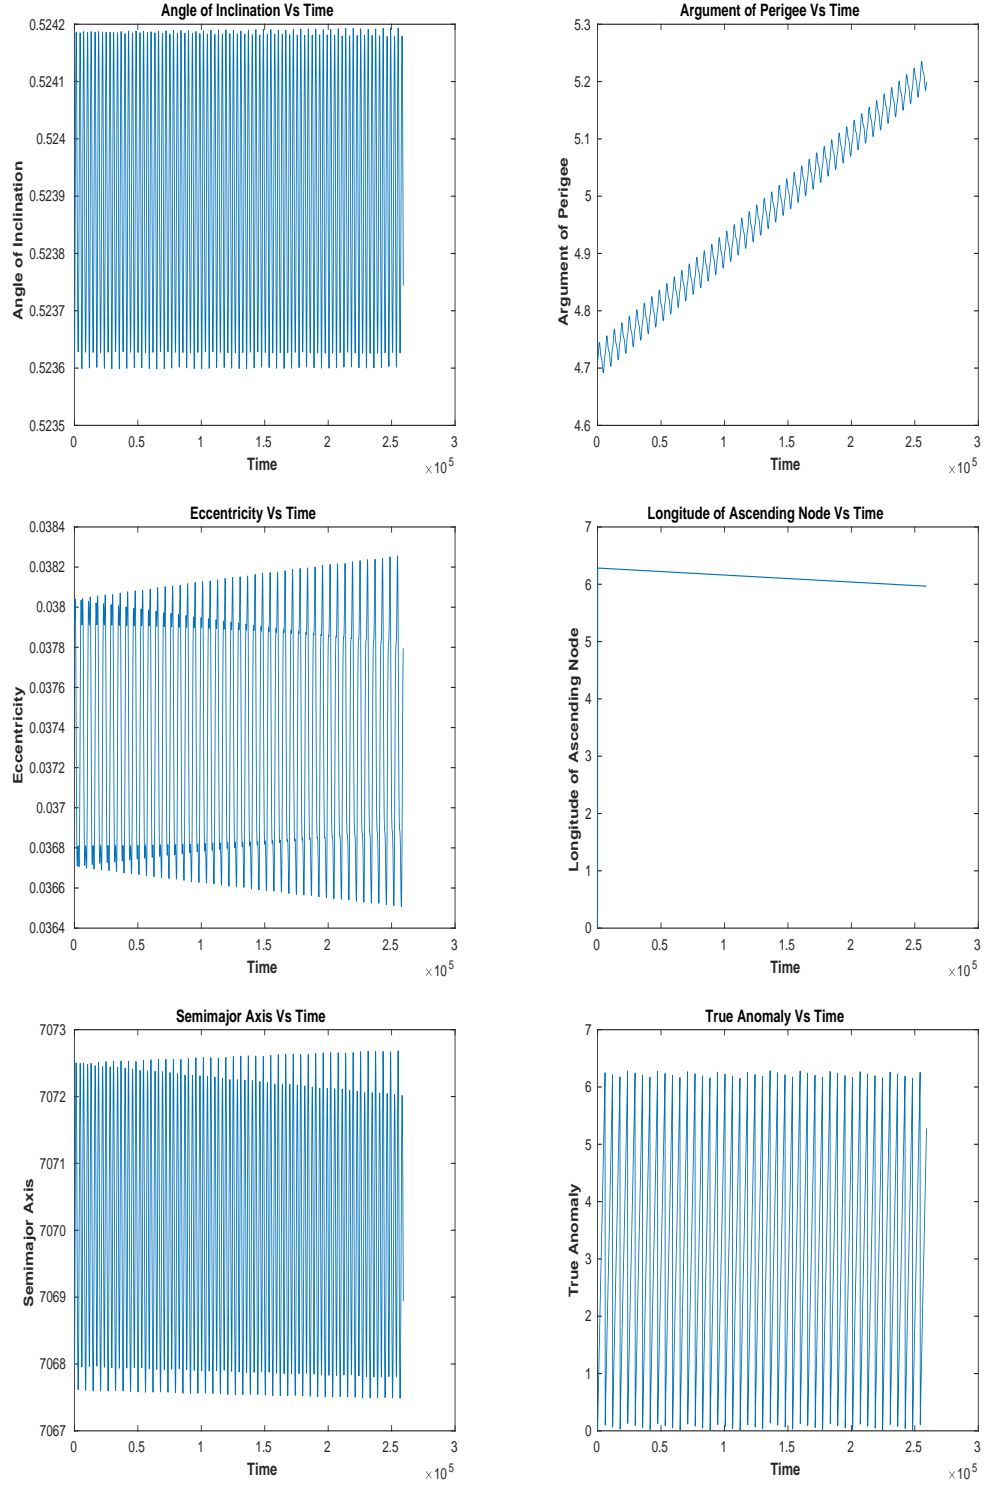 Angle of Inclination Vs Time
0.5242
0.5241
0.524
0.5239
0.5238
0.5237
0.5236
0.5235
Angle of Inclination
0 0.5 1 1.5 2 2.5 3
Time
×10^5
Argument of Perigee Vs Time
5.3
5.2
5.1
5
4.9
4.8
4.7
4.6
Argument of Perigee
0 0.5 1 1.5 2 2.5 3
Time
×10^5
Eccentricity Vs Time
0.0384
0.0382
0.038
0.0378
0.0376
0.0374
0.0372
0.037
0.0368
0.0366
0.0364
Eccentricity
0 0.5 1 1.5 2 2.5 3
Time
×10^5
Longitude of Ascending Node Vs Time
7
6
5
4
3
2
1
0
Longitude of Ascending Node
0 0.5 1 1.5 2 2.5 3
Time
×10^5
Semimajor Axis Vs Time
7073
7072
7071
7070
7069
7068
7067
Semimajor Axis
0 0.5 1 1.5 2 2.5 3
Time
×10^5
True Anomaly Vs Time
7
6
5
4
3
2
1
0
True Anomaly
0 0.5 1 1.5 2 2.5 3
Time
×10^5